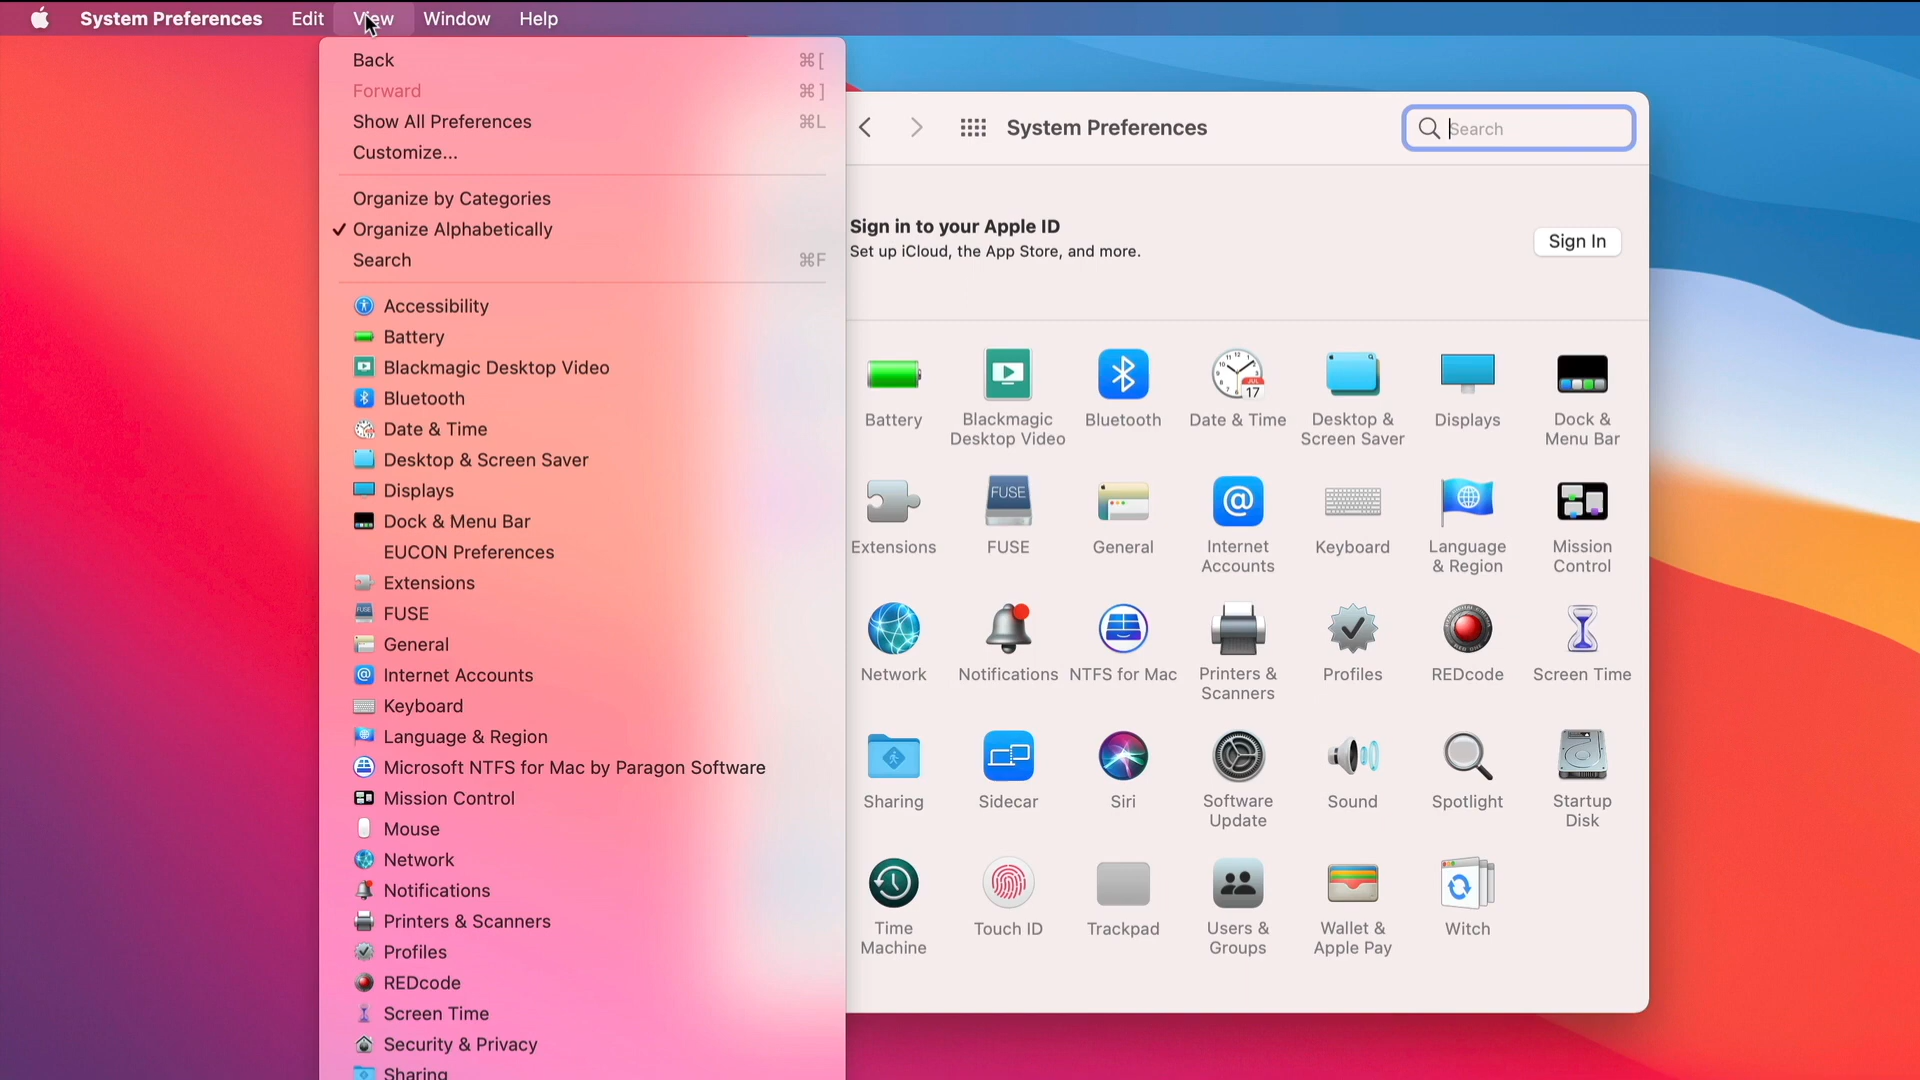 System Preferences Edit View Window Help
Back ⌘[
Forward ⌘]
Show All Preferences ⌘L
Customize...
Organize by Categories
✓ Organize Alphabetically
Search ⌘F
Accessibility
Battery
Blackmagic Desktop Video
Bluetooth
Date & Time
Desktop & Screen Saver
Displays
Dock & Menu Bar
EUCON Preferences
Extensions
FUSE
General
Internet Accounts
Keyboard
Language & Region
Microsoft NTFS for Mac by Paragon Software
Mission Control
Mouse
Network
Notifications
Printers & Scanners
Profiles
REDcode
Screen Time
Security & Privacy
Sharing
System Preferences
Search
Sign in to your Apple ID
Set up iCloud, the App Store, and more.
Sign In
Battery
Blackmagic
Desktop Video
Bluetooth
JUL
17
Date & Time
Desktop &
Screen Saver
Displays
Dock &
Menu Bar
Extensions
FUSE
FUSE
General
@
Internet
Accounts
Keyboard
Language
& Region
Mission
Control
Network
Notifications
NTFS for Mac
Printers &
Scanners
Profiles
REDcode
Screen Time
Sharing
Sidecar
Siri
Software
Update
Sound
Spotlight
Startup
Disk
Time
Machine
Touch ID
Trackpad
Users &
Groups
Wallet &
Apple Pay
Witch